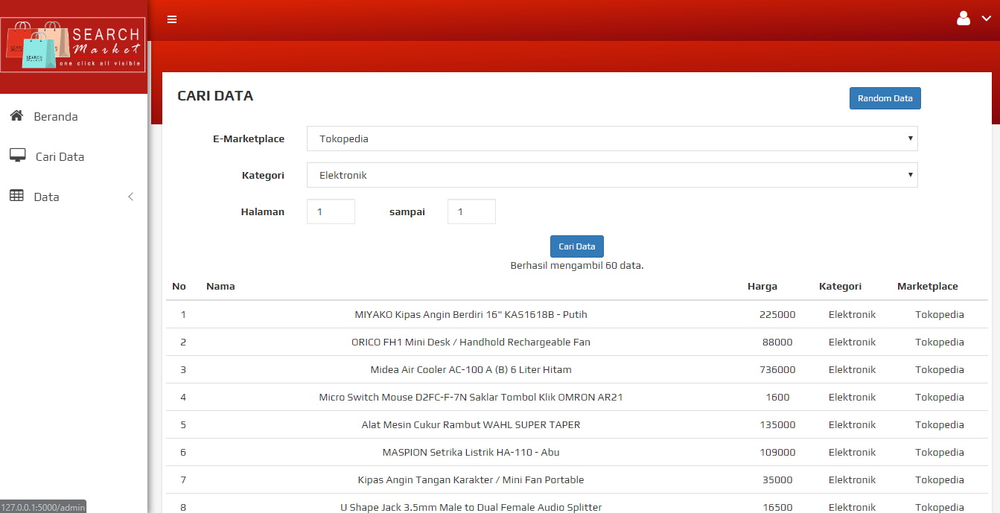 SEARCH
Market
one click all visible
SEARCH
Beranda
Cari Data
Data
CARI DATA
Random Data
E-Marketplace Tokopedia
Kategori Elektronik
Halaman 1 sampai 1
Cari Data
Berhasil mengambil 60 data.
No Nama Harga Kategori Marketplace
1 MIYAKO Kipas Angin Berdiri 16" KAS1618B - Putih 225000 Elektronik Tokopedia
2 ORICO FH1 Mini Desk / Handhold Rechargeable Fan 88000 Elektronik Tokopedia
3 Midea Air Cooler AC-100 A (B) 6 Liter Hitam 736000 Elektronik Tokopedia
4 Micro Switch Mouse D2FC-F-7N Saklar Tombol Klik OMRON AR21 1600 Elektronik Tokopedia
5 Alat Mesin Cukur Rambut WAHL SUPER TAPER 135000 Elektronik Tokopedia
6 MASPION Setrika Listrik HA-110 - Abu 109000 Elektronik Tokopedia
7 Kipas Angin Tangan Karakter / Mini Fan Portable 35000 Elektronik Tokopedia
8 U Shape Jack 3.5mm Male to Dual Female Audio Splitter 16500 Elektronik Tokopedia
127.0.0.1:5000/admin